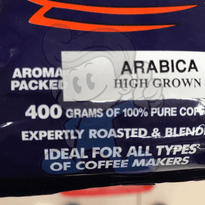 AROMA
PACKED
ARABICA
HIGH GROWN
400 GRAMS OF 100% PURE
EXPERTLY ROASTED &
IDEAL FOR ALL TYPES
OF COFFEE MAKERS